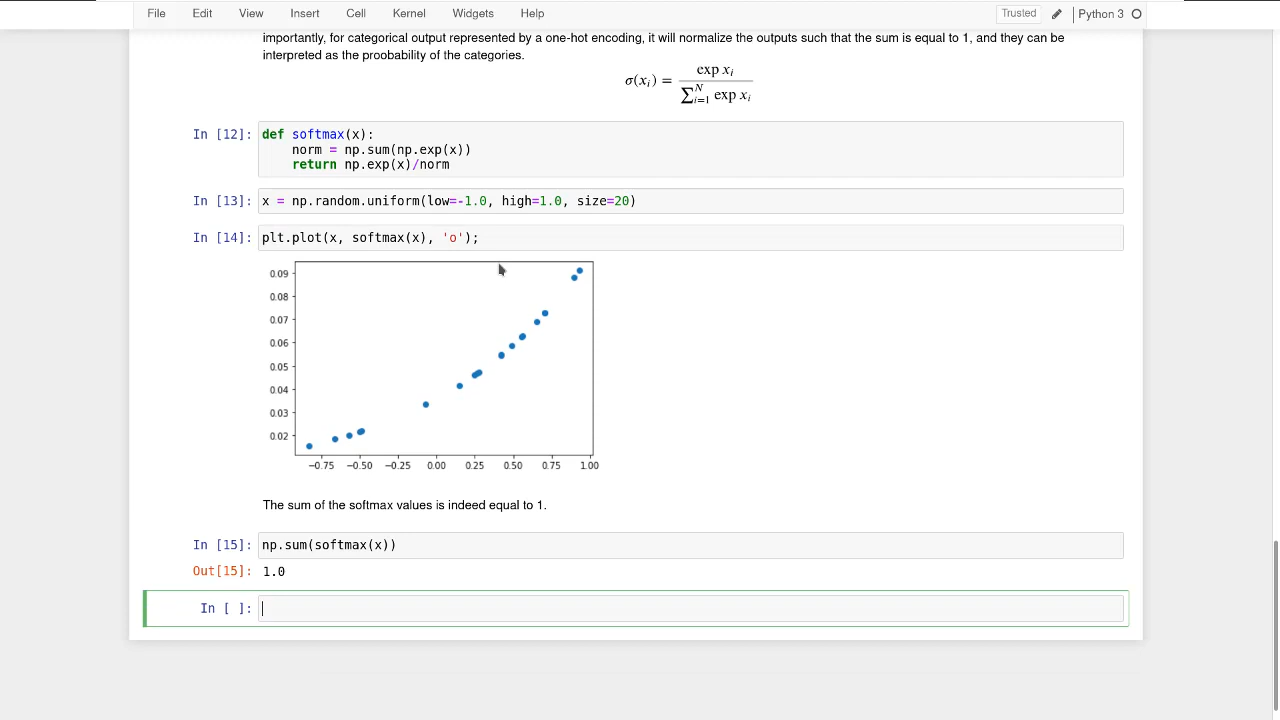 File Edit View Insert Cell Kernel Widgets Help Trusted Python 3
importantly, for categorical output represented by a one-hot encoding, it will normalize the outputs such that the sum is equal to 1, and they can be
interpreted as the proobability of the categories.
σ(xᵢ) = exp xᵢ / ∑ᵢ₌₁ᴺ exp xᵢ
In [12]: def softmax(x):
norm = np.sum(np.exp(x))
return np.exp(x)/norm
In [13]: x = np.random.uniform(low=-1.0, high=1.0, size=20)
In [14]: plt.plot(x, softmax(x), 'o');
0.09
0.08
0.07
0.06
0.05
0.04
0.03
0.02
−0.75 −0.50 −0.25 0.00 0.25 0.50 0.75 1.00
The sum of the softmax values is indeed equal to 1.
In [15]: np.sum(softmax(x))
Out[15]: 1.0
In [ ]: